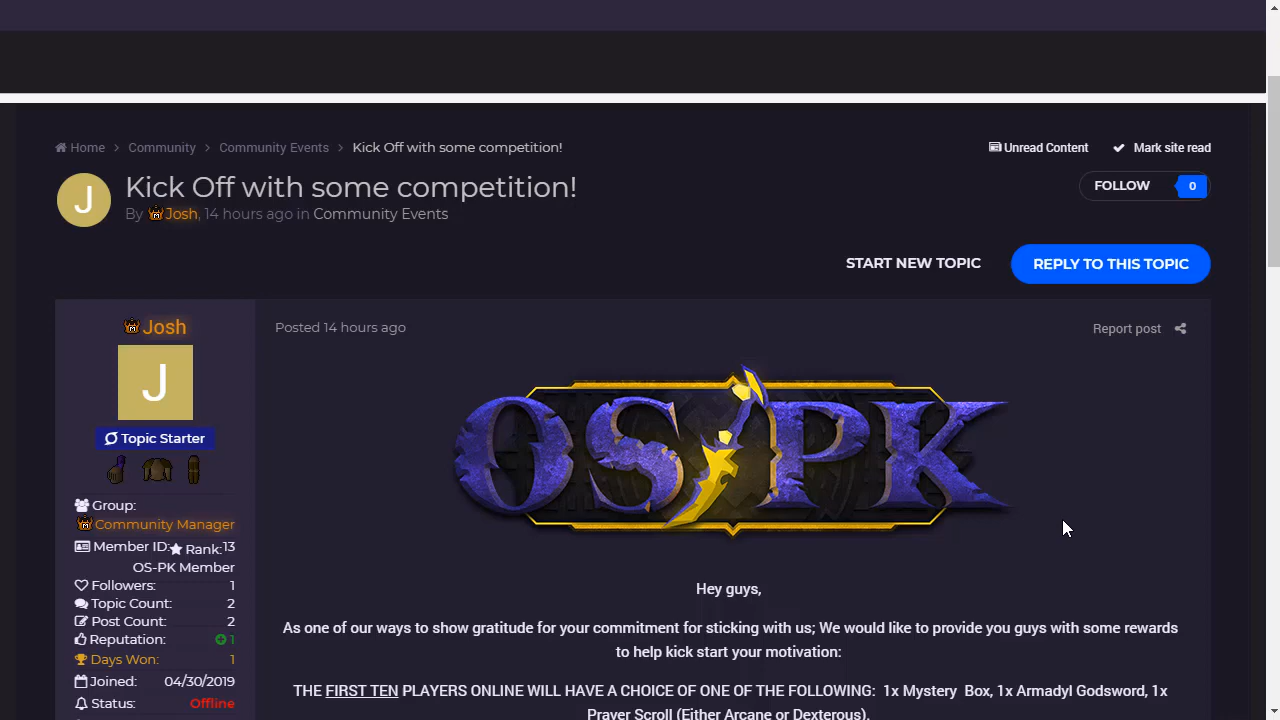 Home > Community > Community Events > Kick Off with some competition!
Unread Content Mark site read
J
Kick Off with some competition!
By Josh, 14 hours ago in Community Events
FOLLOW 0
START NEW TOPIC
REPLY TO THIS TOPIC
Josh
J
Topic Starter
Group:
Community Manager
Member ID: 13
Rank:
OS-PK Member
Followers: 1
Topic Count: 2
Post Count: 2
Reputation: 1
Days Won: 1
Joined: 04/30/2019
Status: Offline
Posted 14 hours ago
Report post
OS PK
Hey guys,
As one of our ways to show gratitude for your commitment for sticking with us; We would like to provide you guys with some rewards
to help kick start your motivation:
THE FIRST TEN PLAYERS ONLINE WILL HAVE A CHOICE OF ONE OF THE FOLLOWING: 1x Mystery Box, 1x Armadyl Godsword, 1x
Prayer Scroll (Either Arcane or Dexterous).